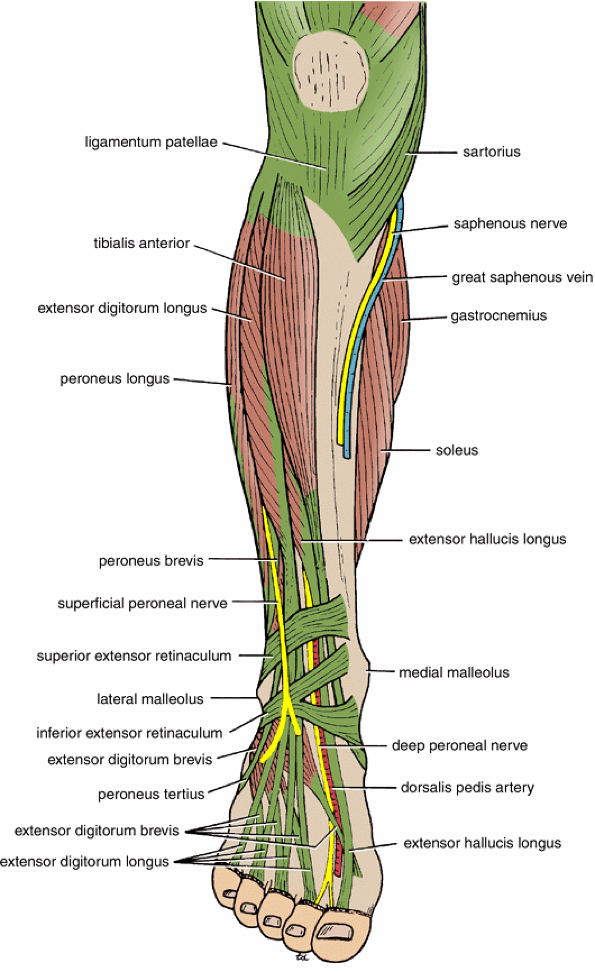 ligamentum patellae
sartorius
saphenous nerve
tibialis anterior
great saphenous vein
extensor digitorum longus
gastrocnemius
peroneus longus
soleus
extensor hallucis longus
peroneus brevis
superficial peroneal nerve
superior extensor retinaculum
medial malleolus
lateral malleolus
inferior extensor retinaculum
deep peroneal nerve
extensor digitorum brevis
dorsalis pedis artery
peroneus tertius
extensor digitorum brevis
extensor hallucis longus
extensor digitorum longus